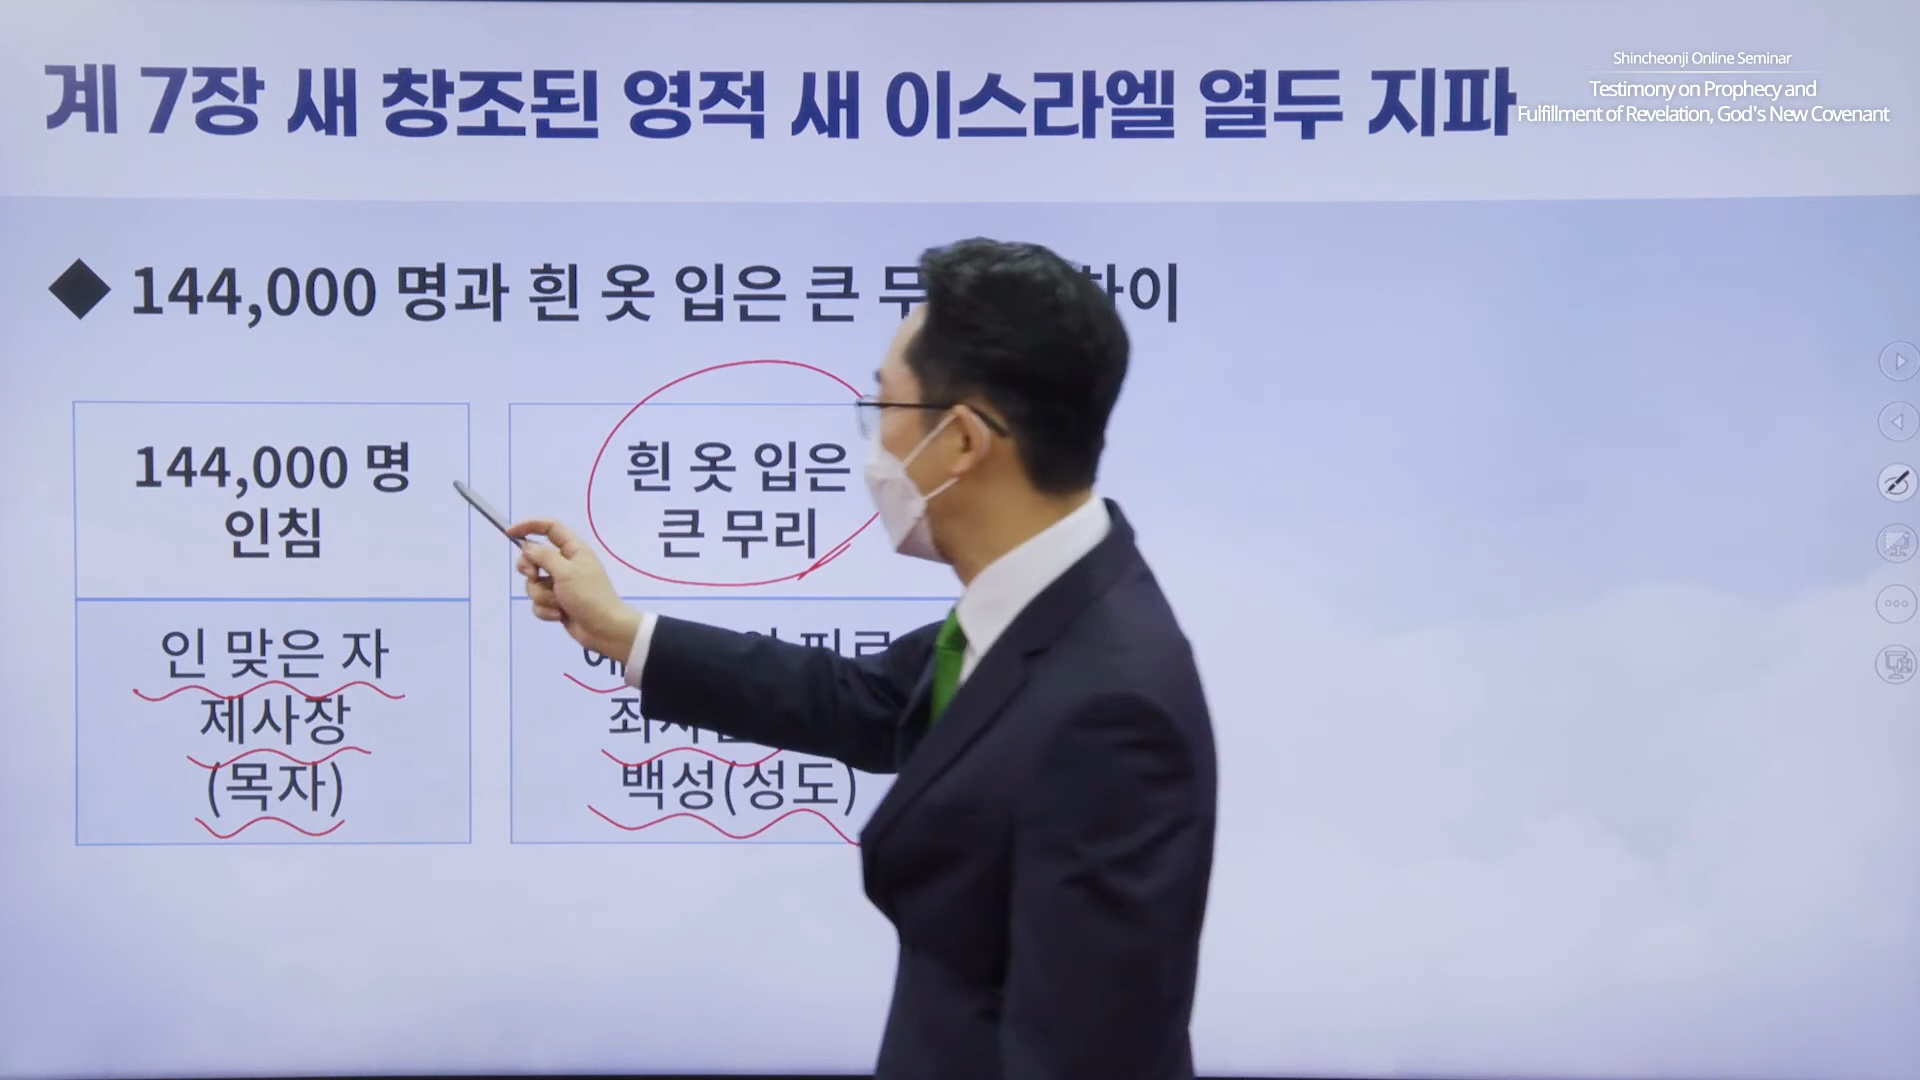 계 7장 새 창조된 영적 새 이스라엘 열두 지파
Shincheonji Online Seminar
Testimony on Prophecy and
Fulfillment of Revelation, God's New Covenant
◆ 144,000 명과 흰 옷 입은 큰
144,000 명
인침
흰 옷 입은
큰 무리
인 맞은 자
제사장
(목자)
피로
백성(성도)